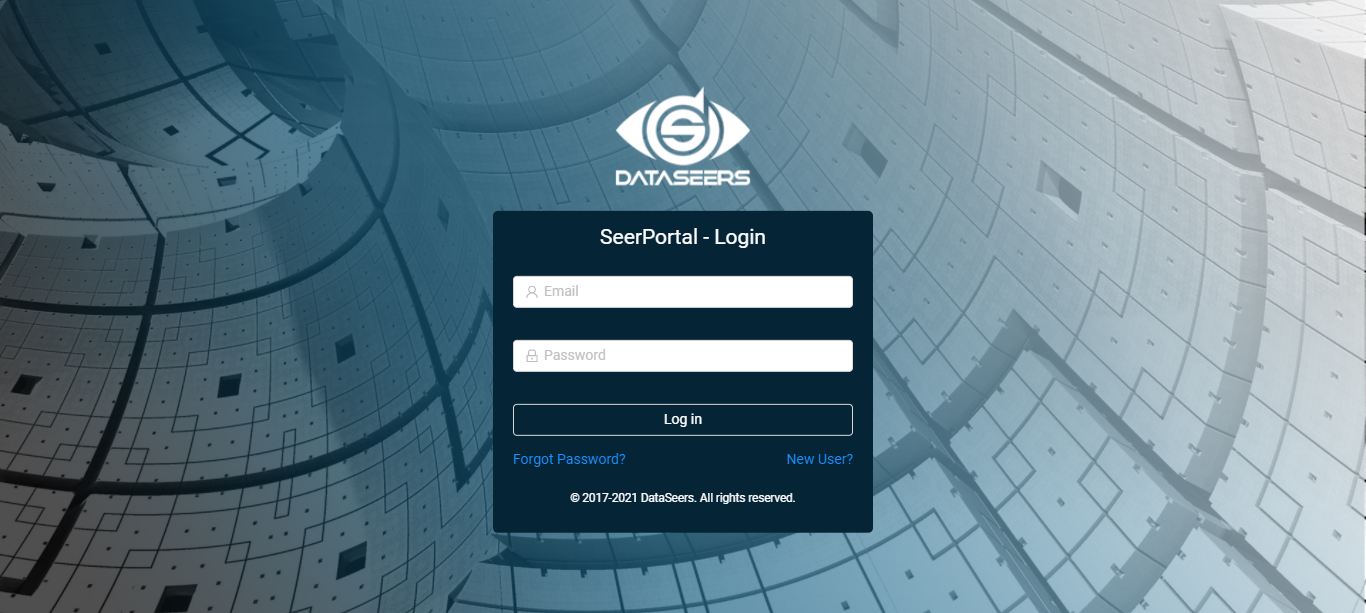 DATASEERS
SeerPortal - Login
Email
Password
Log in
Forgot Password? New User?
© 2017-2021 DataSeers. All rights reserved.